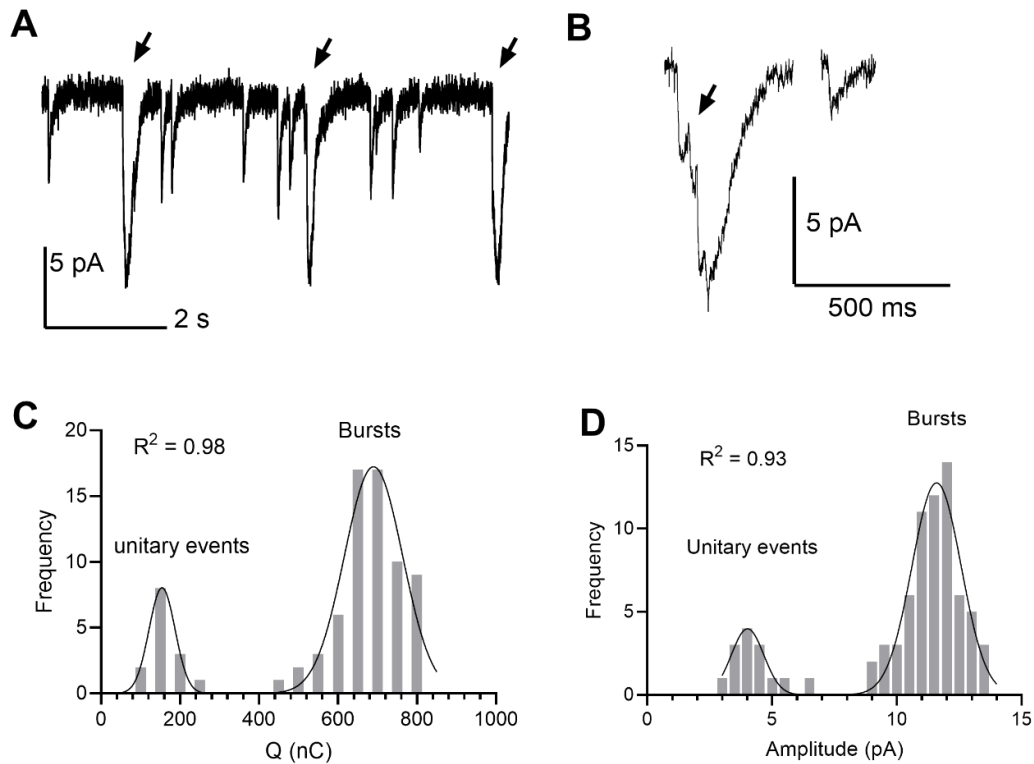 A
5 pA
2 s
B
5 pA
500 ms
C
R² = 0.98
Bursts
unitary events
Frequency
20
15
10
5
0
0 200 400 600 800 1000
Q (nC)
D
R² = 0.93
Bursts
Unitary events
Frequency
15
10
5
0
0 5 10 15
Amplitude (pA)